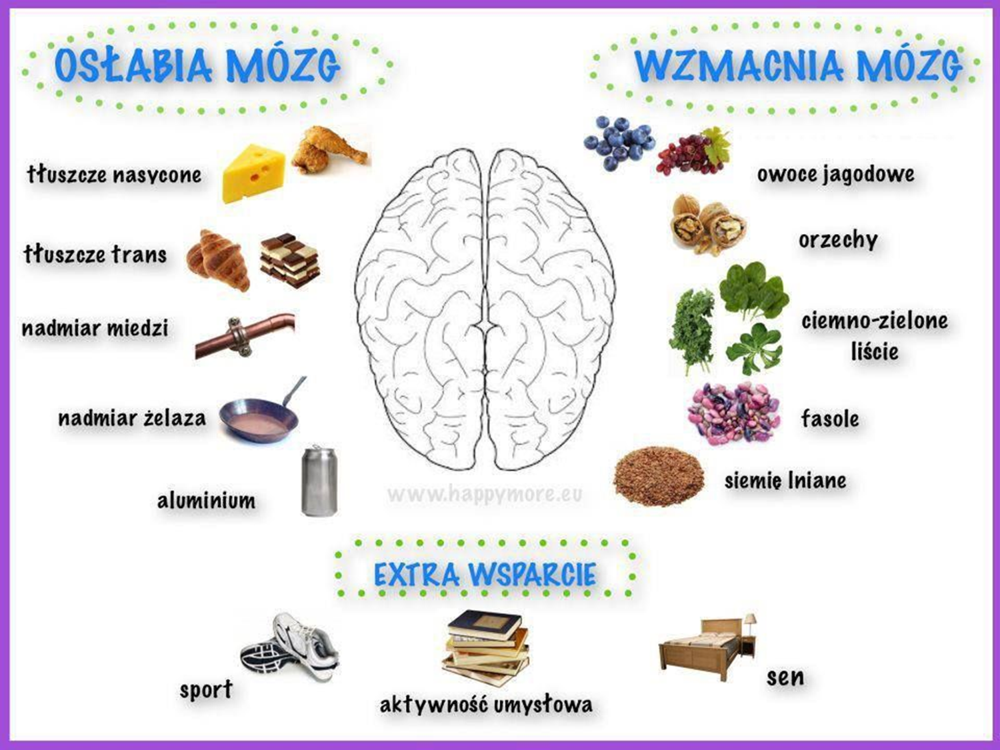 OSŁABIA MÓZG
WZMACNIA MÓZG
tłuszcze nasycone
tłuszcze trans
nadmiar miedzi
nadmiar żelaza
aluminium
owoce jagodowe
orzechy
ciemno-zielone
liście
fasole
siemię lniane
www.happymore.eu
EXTRA WSPARCIE
sport
aktywność umysłowa
sen